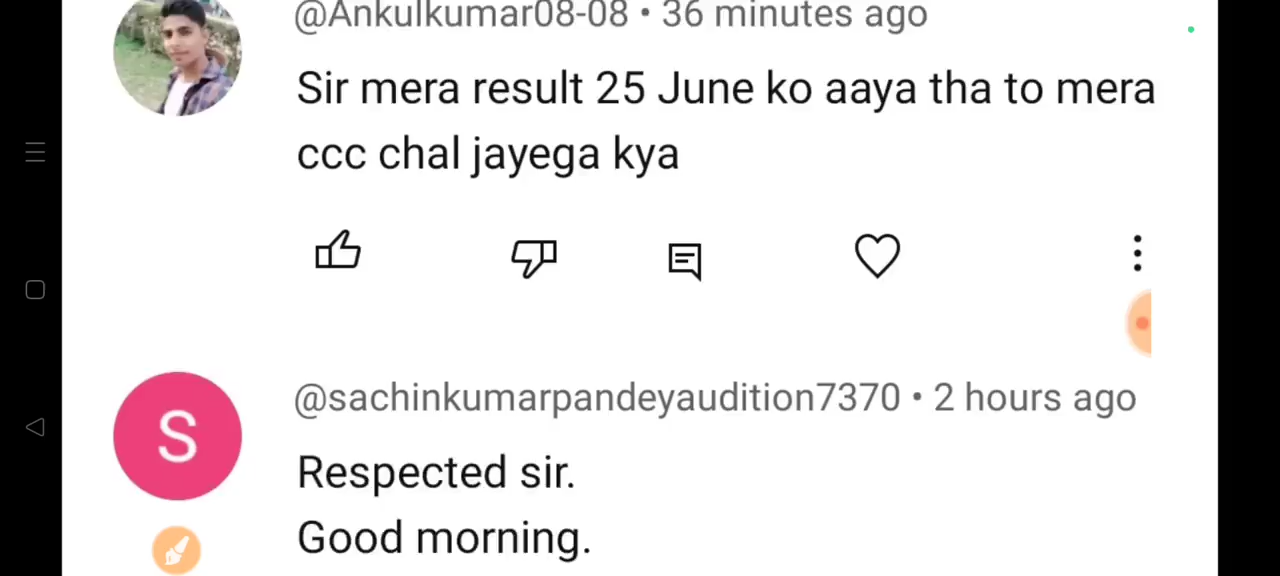 @Ankulkumar08-08 • 36 minutes ago
Sir mera result 25 June ko aaya tha to mera
ccc chal jayega kya
S
@sachinkumarpandeyaudition7370 • 2 hours ago
Respected sir.
Good morning.